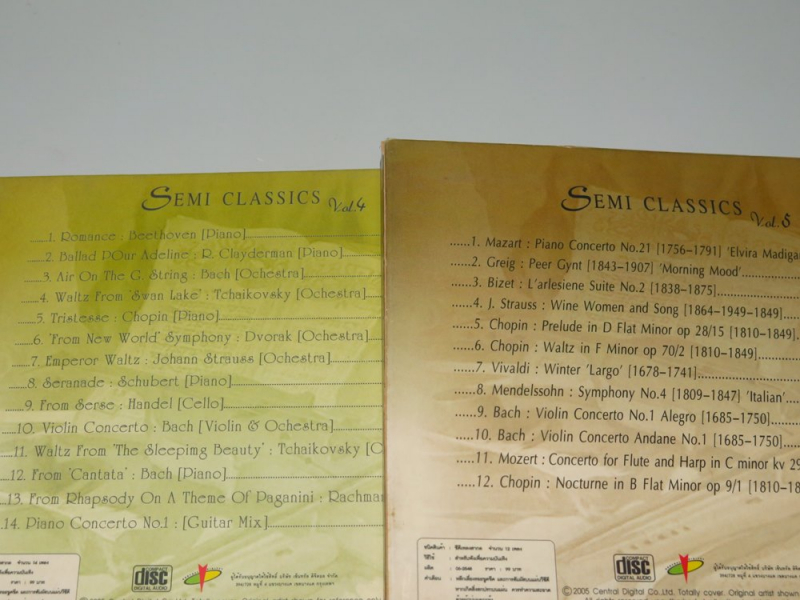 SEMI CLASSICS Vol.4
1. Romance : Beethoven [Piano]
2. Ballad POur Adeline : R. Clayderman [Piano]
3. Air On The G. String : Bach [Ochestra]
4. Waltz From 'Swan Lake' : Tchaikovsky [Ochestra]
5. Tristesse : Chopin [Piano]
6. 'From New World' Symphony : Dvorak [Ochestra]
7. Emperor Waltz : Johann Strauss [Ochestra]
8. Seranade : Schubert [Piano]
9. From Serse : Handel [Cello]
10. Violin Concerto : Bach [Violin & Ochestra]
11. Waltz From 'The Sleepimg Beauty' : Tchaikovsky [O
12. From 'Cantata' : Bach [Piano]
13. From Rhapsody On A Theme Of Paganini : Rachma
14. Piano Concerto No.1 : [Guitar Mix]
COMPACT disc DIGITAL AUDIO
SEMI CLASSICS Vol.5
1. Mazart : Piano Concerto No.21 [1756–1791] 'Elvira Madigan
2. Greig : Peer Gynt [1843–1907] 'Morning Mood'
3. Bizet : L'arlesiene Suite No.2 [1838–1875]
4. J. Strauss : Wine Women and Song [1864–1949–1849]
5. Chopin : Prelude in D Flat Minor op 28/15 [1810–1849]
6. Chopin : Waltz in F Minor op 70/2 [1810–1849]
7. Vivaldi : Winter 'Largo' [1678–1741]
8. Mendelssohn : Symphony No.4 [1809–1847] 'Italian'
9. Bach : Violin Concerto No.1 Alegro [1685–1750]
10. Bach : Violin Concerto Andane No.1 [1685–1750]
11. Mozert : Concerto for Flute and Harp in C minor kv 29
12. Chopin : Nocturne in B Flat Minor op 9/1 [1810–18
COMPACT disc DIGITAL AUDIO
©2005 Central Digital Co.,Ltd. Totally cover. Original artist